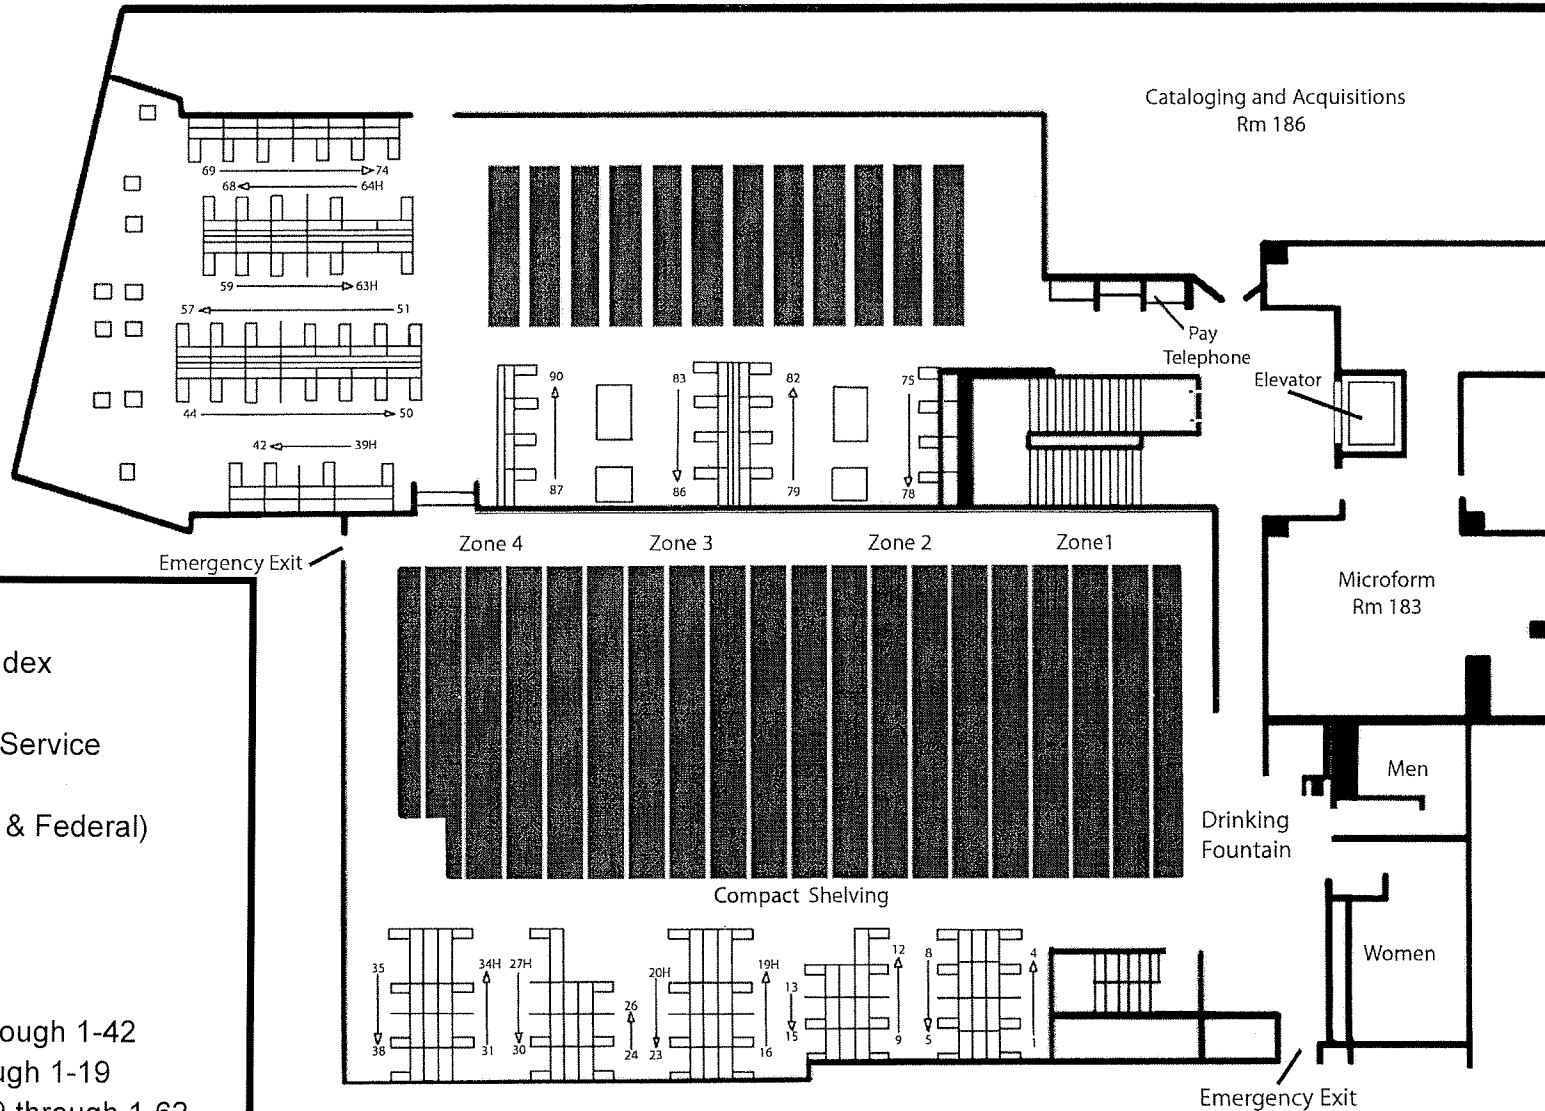 Cataloging and Acquisitions
Rm 186
69 74
68 64H
59 63H
57 51
44 50
42 39H
90 83 82 75
87 86 79 78
Pay
Telephone
Elevator
Emergency Exit
Zone 4 Zone 3 Zone 2 Zone1
Microform
Rm 183
dex
Service
& Federal)
Men
Drinking
Fountain
Compact Shelving
Women
35 34H 27H 26 20H 19H 13 12 8 4
38 31 30 24 23 16 15 9 5 1
ough 1-42
ugh 1-19
through 1-62
Emergency Exit